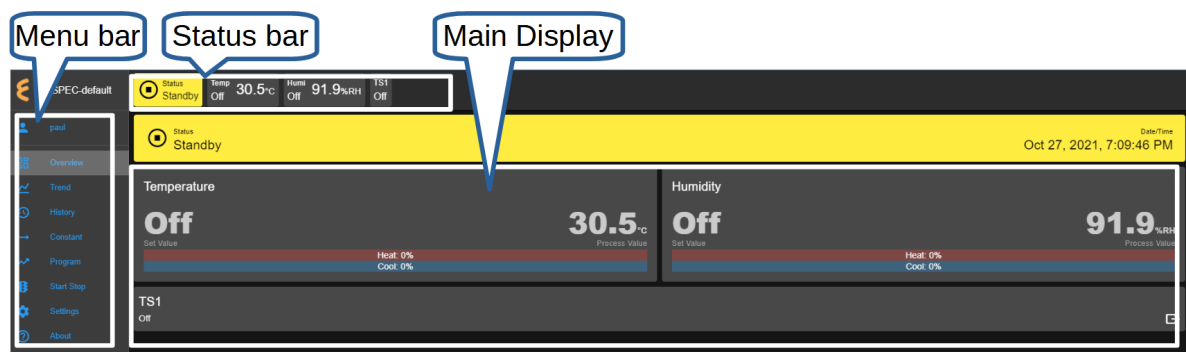 Menu bar
Status bar
Main Display
SPEC-default
Status
Standby
Temp
Off
30.5°C
Humi
Off
91.9%RH
TS1
Off
paul
Overview
Trend
History
Constant
Program
Start Stop
Settings
About
Status
Standby
Date/Time
Oct 27, 2021, 7:09:46 PM
Temperature
Off
30.5°C
Set Value
Process Value
Heat: 0%
Cool: 0%
Humidity
Off
91.9%RH
Set Value
Process Value
Heat: 0%
Cool: 0%
TS1
Off